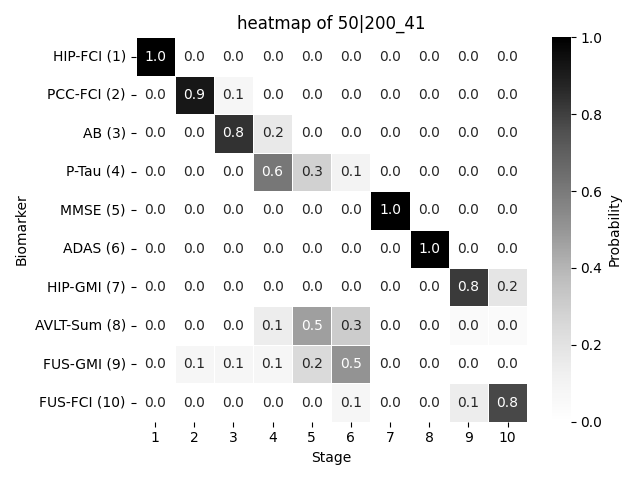 heatmap of 50|200_41
HIP-FCI (1) 1.0 0.0 0.0 0.0 0.0 0.0 0.0 0.0 0.0 0.0
PCC-FCI (2) 0.0 0.9 0.1 0.0 0.0 0.0 0.0 0.0 0.0 0.0
AB (3) 0.0 0.0 0.8 0.2 0.0 0.0 0.0 0.0 0.0 0.0
P-Tau (4) 0.0 0.0 0.0 0.6 0.3 0.1 0.0 0.0 0.0 0.0
MMSE (5) 0.0 0.0 0.0 0.0 0.0 0.0 1.0 0.0 0.0 0.0
ADAS (6) 0.0 0.0 0.0 0.0 0.0 0.0 0.0 1.0 0.0 0.0
HIP-GMI (7) 0.0 0.0 0.0 0.0 0.0 0.0 0.0 0.0 0.8 0.2
AVLT-Sum (8) 0.0 0.0 0.0 0.1 0.5 0.3 0.0 0.0 0.0 0.0
FUS-GMI (9) 0.0 0.1 0.1 0.1 0.2 0.5 0.0 0.0 0.0 0.0
FUS-FCI (10) 0.0 0.0 0.0 0.0 0.0 0.1 0.0 0.0 0.1 0.8
1 2 3 4 5 6 7 8 9 10
Stage
Biomarker
1.0
0.8
0.6
0.4
0.2
0.0
Probability